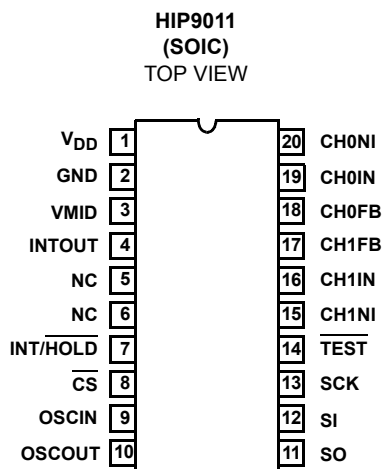 HIP9011
(SOIC)
TOP VIEW
VDD 1 20 CH0NI
GND 2 19 CH0IN
VMID 3 18 CH0FB
INTOUT 4 17 CH1FB
NC 5 16 CH1IN
NC 6 15 CH1NI
INT/HOLD 7 14 TEST
CS 8 13 SCK
OSCIN 9 12 SI
OSCOUT 10 11 SO